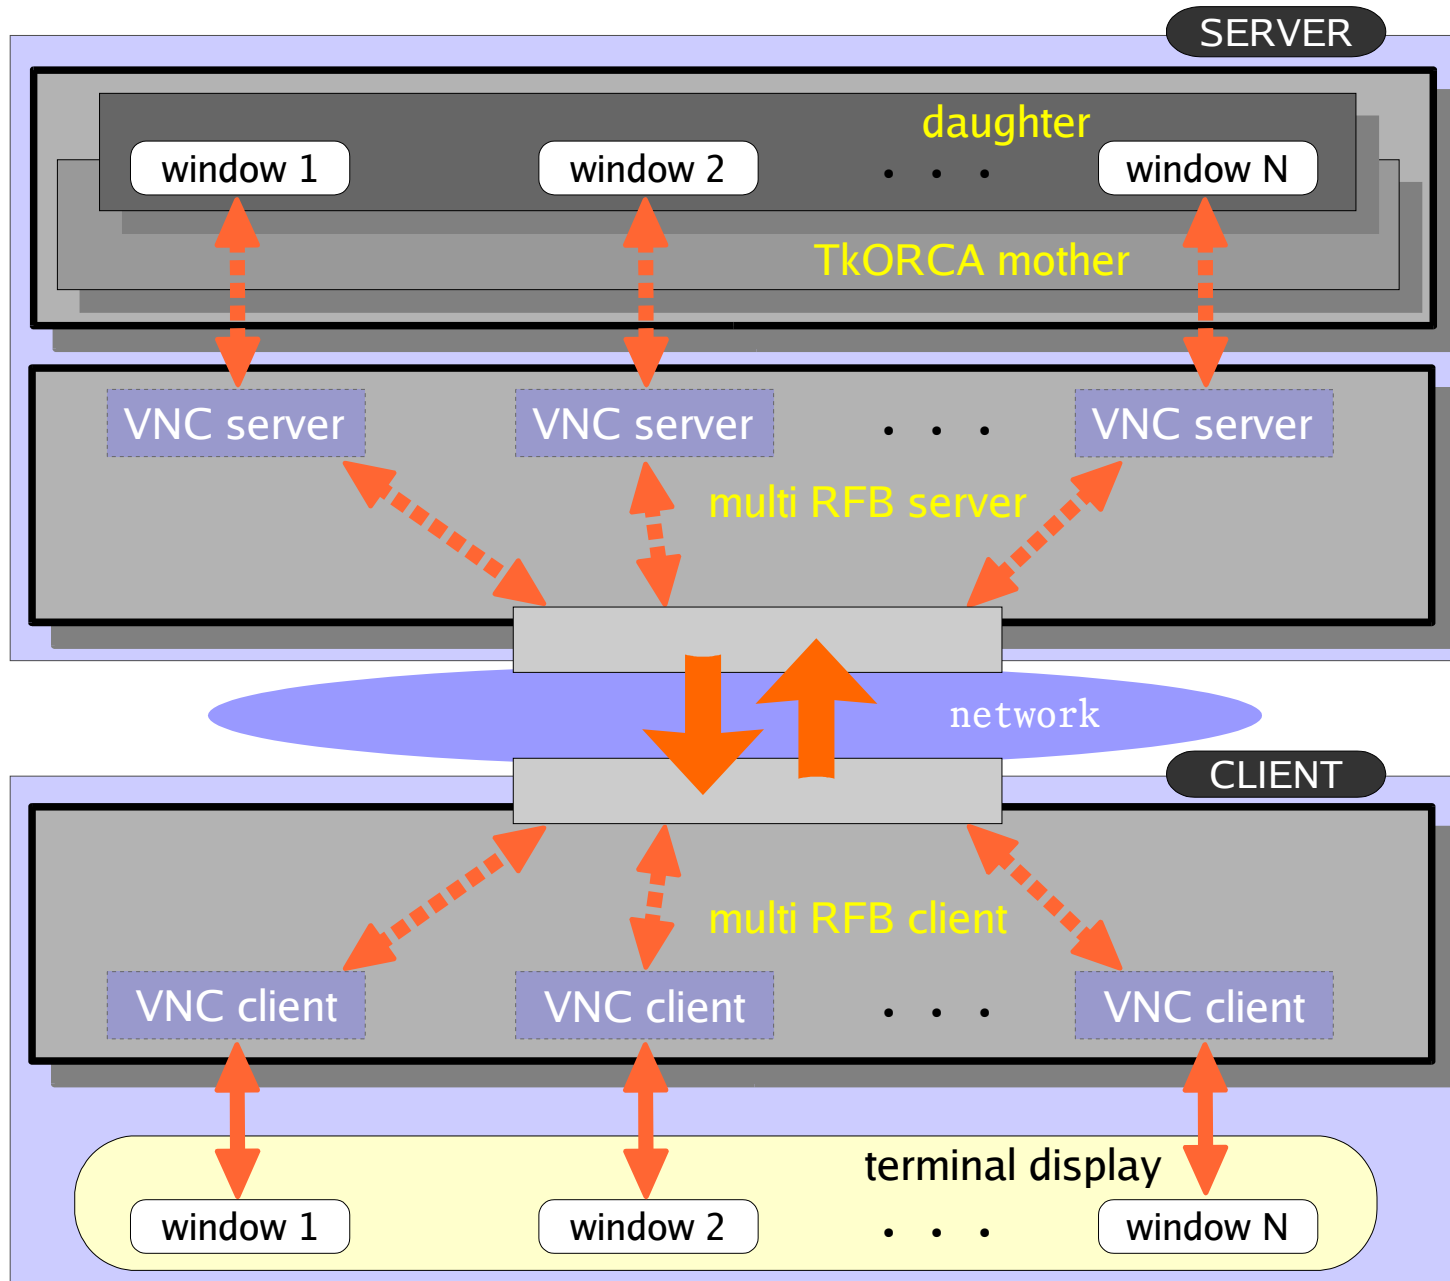 SERVER
daughter
window 1 window 2 . . . window N
TkORCA mother
VNC server VNC server . . . VNC server
multi RFB server
network
CLIENT
multi RFB client
VNC client VNC client . . . VNC client
terminal display
window 1 window 2 . . . window N